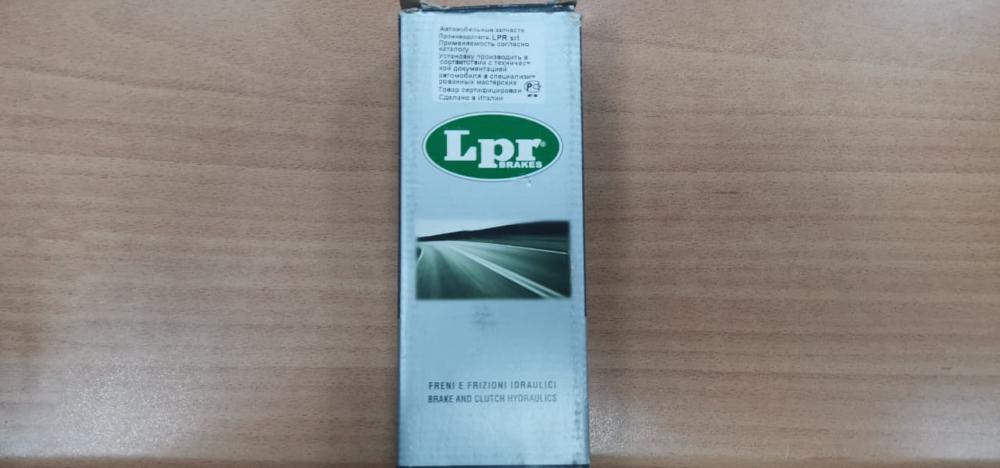 Автомобильные запчасти
Производитель LPR srl
Применяемость согласно
каталогу
Установку производить в
соответствии с техничес-
кой документацией
автомобиля в специализи-
рованных мастерских
Товар сертифицирован
Сделано в Италии
Lpr®
BRAKES
FRENI E FRIZIONI IDRAULICI
BRAKE AND CLUTCH HYDRAULICS